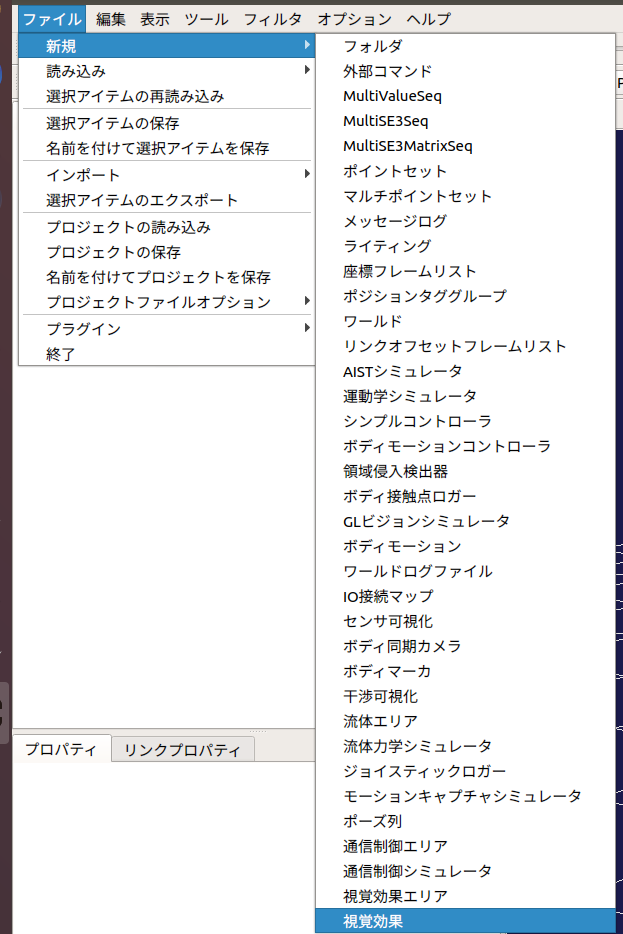 ファイル 編集 表示 ツール フィルタ オプション ヘルプ
新規
読み込み
選択アイテムの再読み込み
選択アイテムの保存
名前を付けて選択アイテムを保存
インポート
選択アイテムのエクスポート
プロジェクトの読み込み
プロジェクトの保存
名前を付けてプロジェクトを保存
プロジェクトファイルオプション
プラグイン
終了
フォルダ
外部コマンド
MultiValueSeq
MultiSE3Seq
MultiSE3MatrixSeq
ポイントセット
マルチポイントセット
メッセージログ
ライティング
座標フレームリスト
ポジションタググループ
ワールド
リンクオフセットフレームリスト
AISTシミュレータ
運動学シミュレータ
シンプルコントローラ
ボディモーションコントローラ
領域侵入検出器
ボディ接触点ロガー
GLビジョンシミュレータ
ボディモーション
ワールドログファイル
IO接続マップ
センサ可視化
ボディ同期カメラ
ボディマーカ
干渉可視化
流体エリア
流体力学シミュレータ
ジョイスティックロガー
モーションキャプチャシミュレータ
ポーズ列
通信制御エリア
通信制御シミュレータ
視覚効果エリア
視覚効果
プロパティ リンクプロパティ